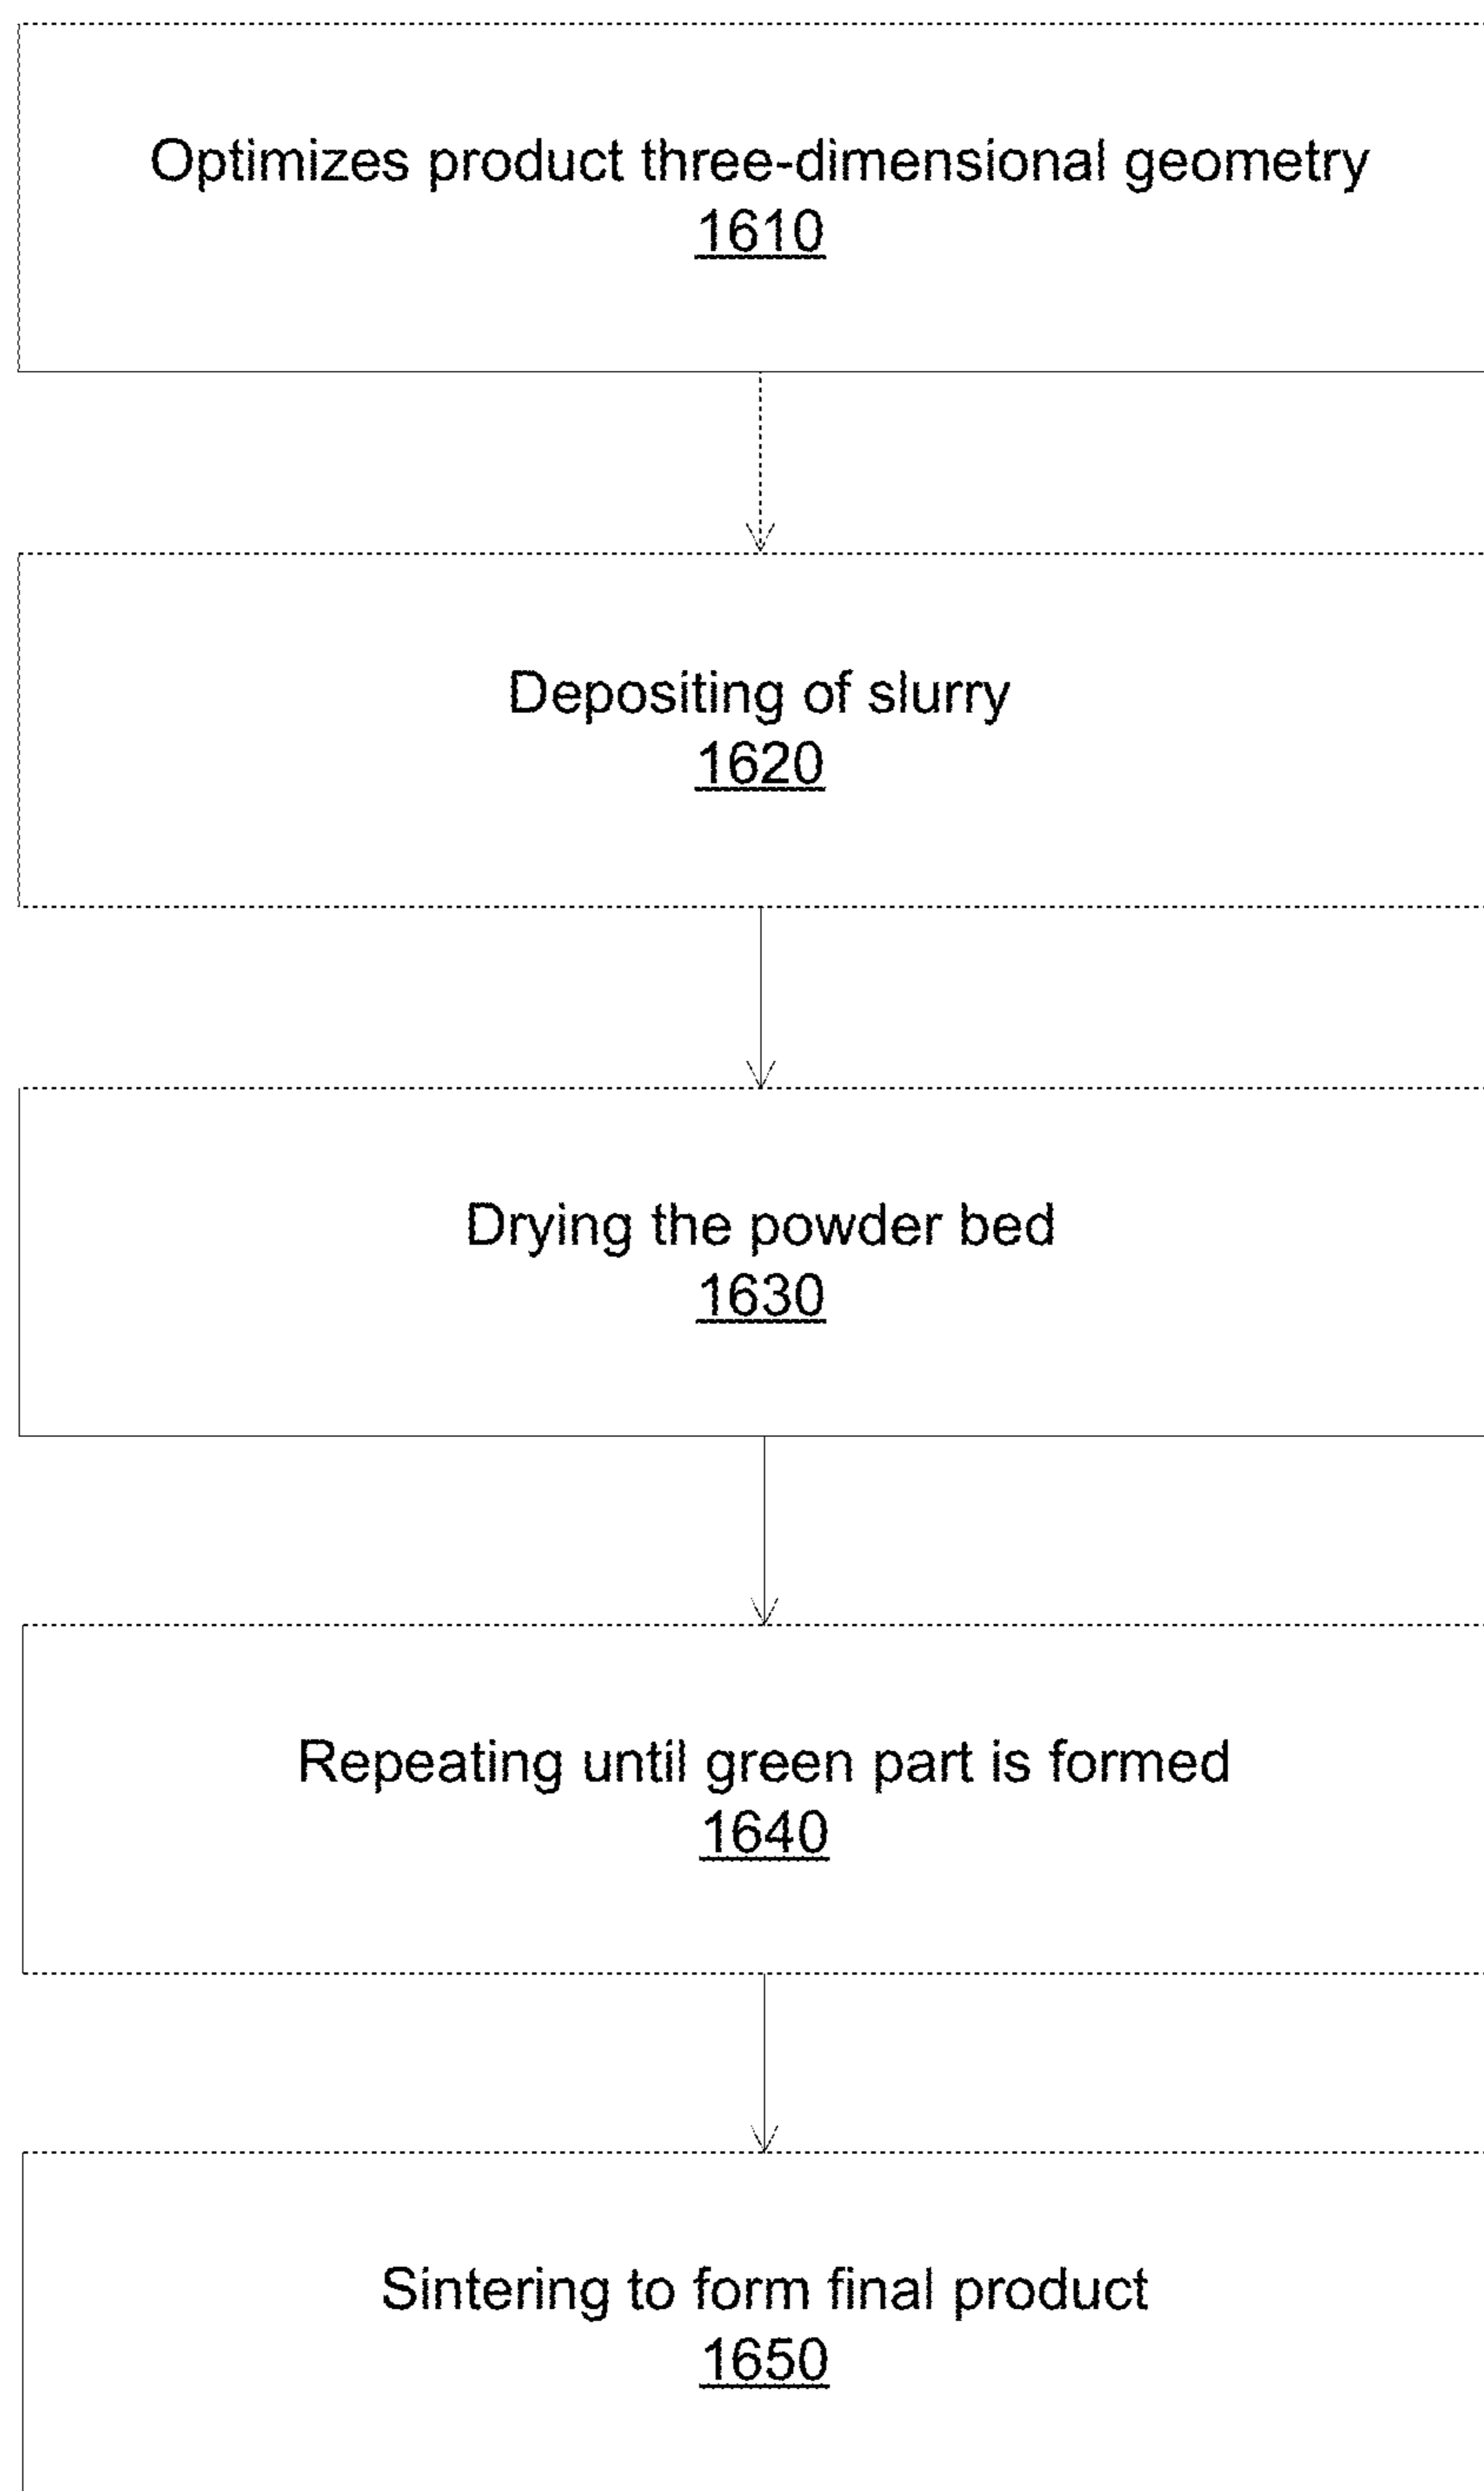 Optimizes product three-dimensional geometry
1610
Depositing of slurry
1620
Drying the powder bed
1630
Repeating until green part is formed
1640
Sintering to form final product
1650